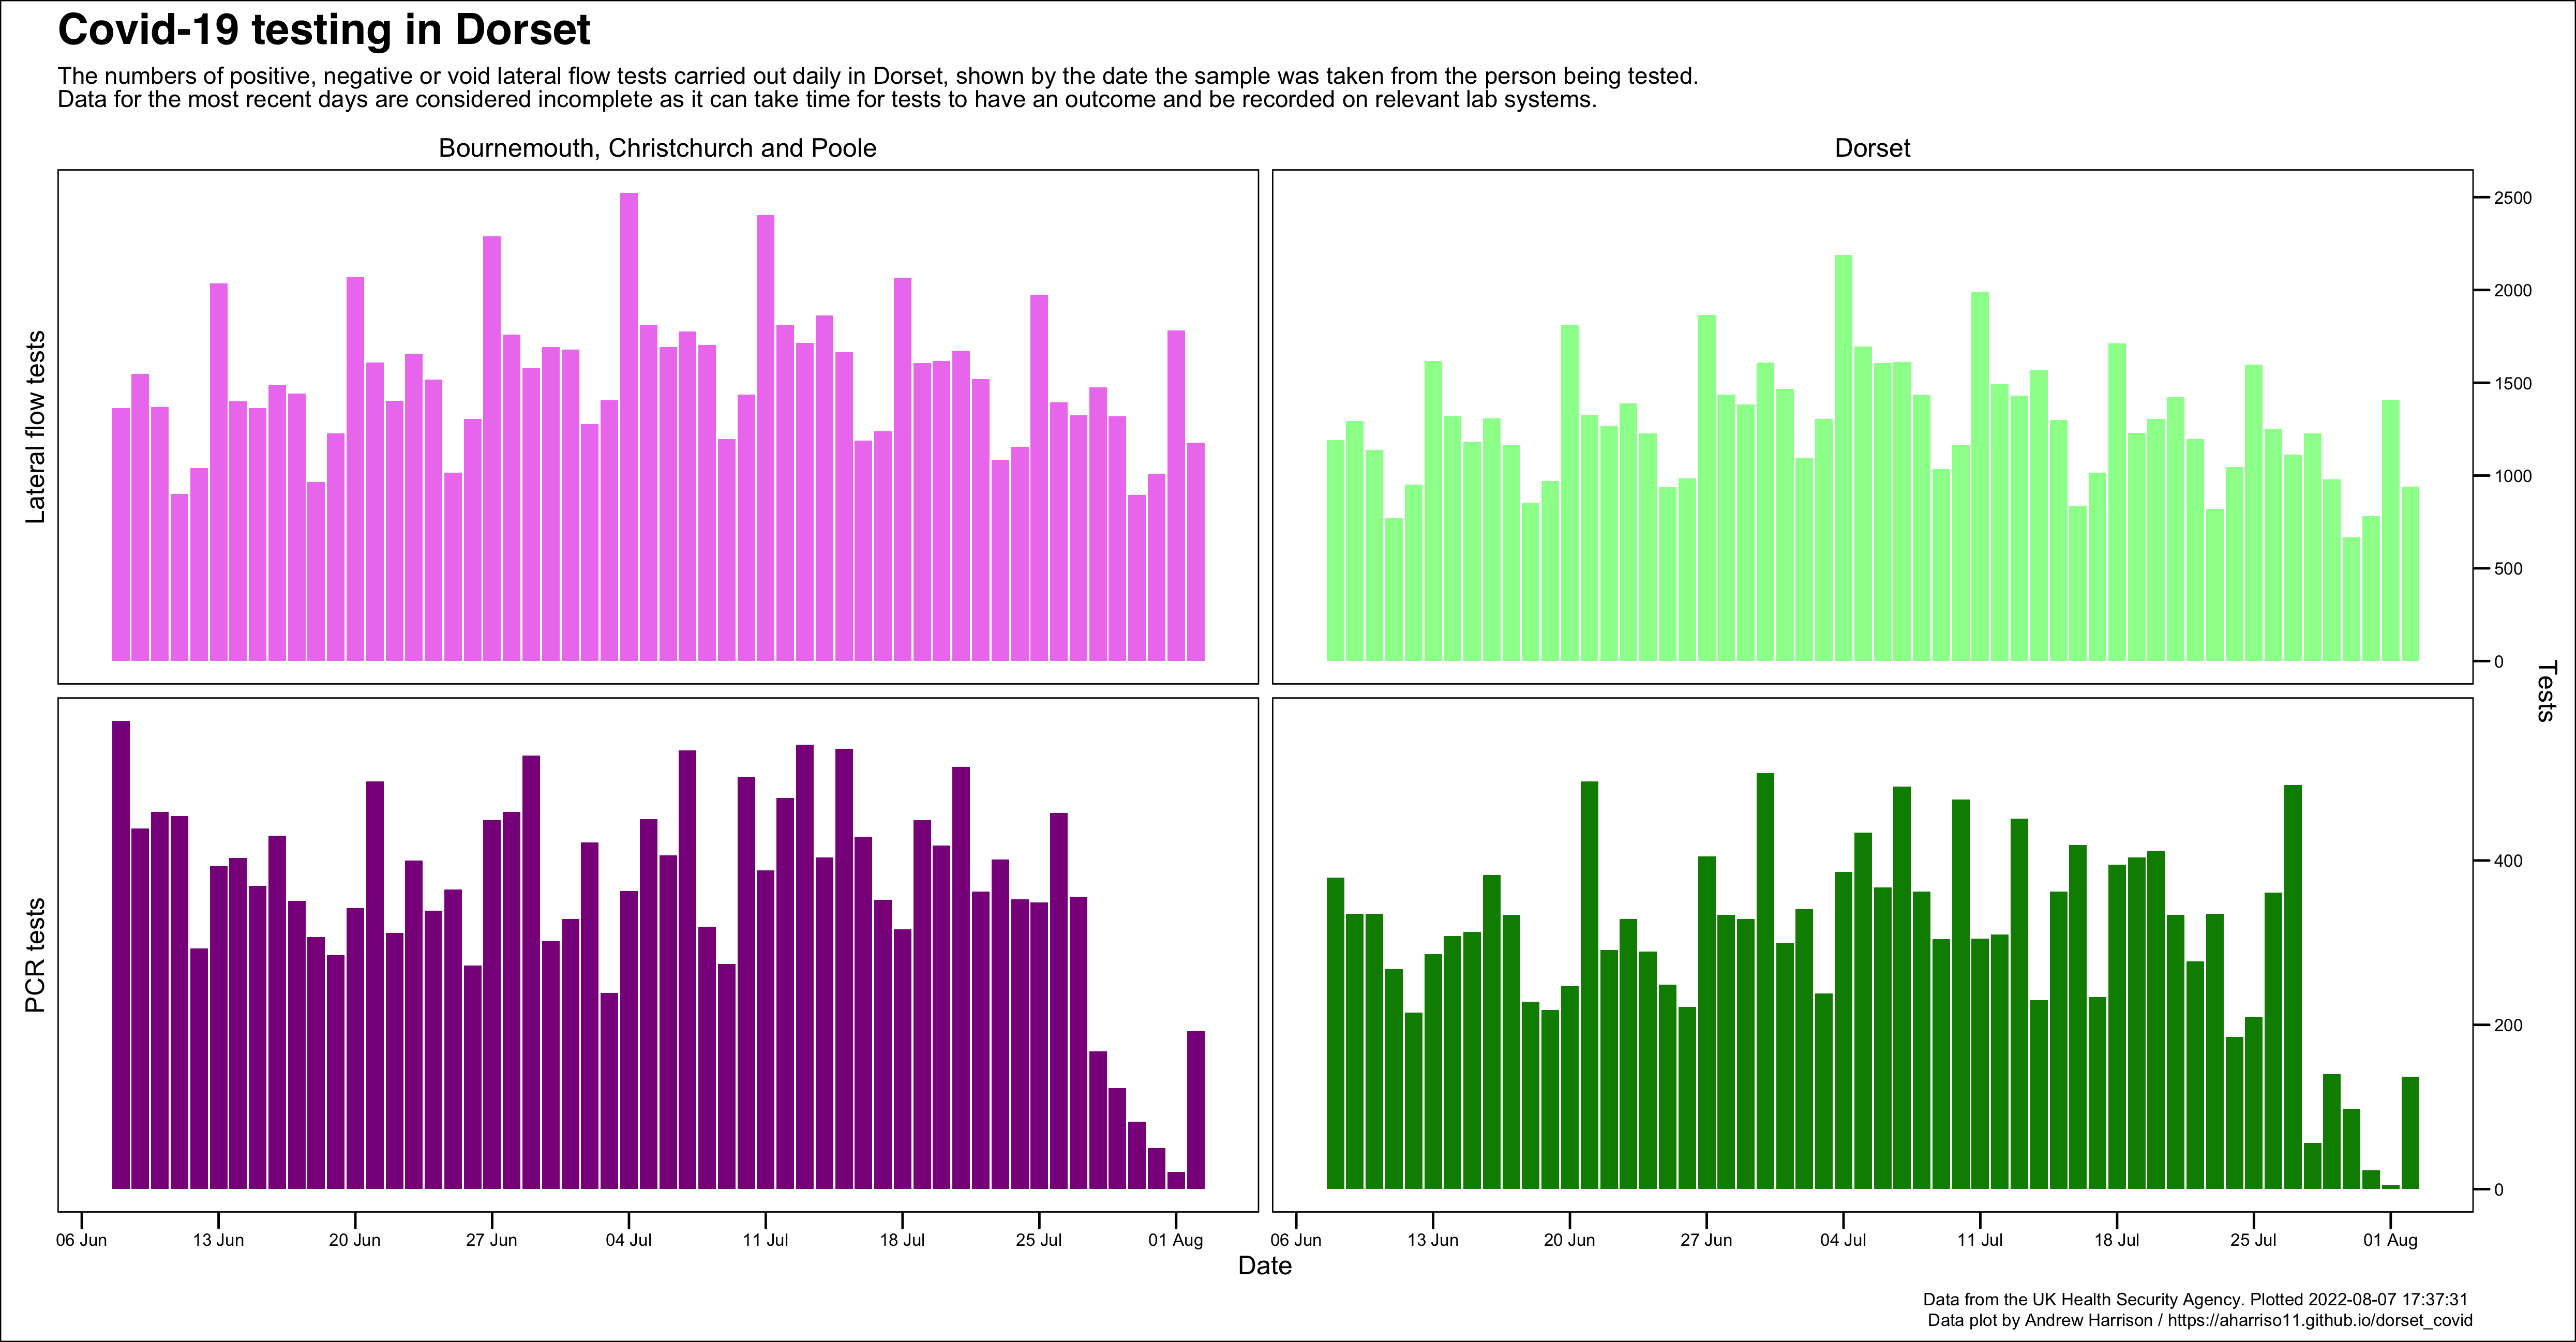 Covid-19 testing in Dorset
The numbers of positive, negative or void lateral flow tests carried out daily in Dorset, shown by the date the sample was taken from the person being tested.
Data for the most recent days are considered incomplete as it can take time for tests to have an outcome and be recorded on relevant lab systems.
Bournemouth, Christchurch and Poole
Dorset
Lateral flow tests
2500
2000
1500
1000
500
0
Tests
PCR tests
400
200
0
06 Jun 13 Jun 20 Jun 27 Jun 04 Jul 11 Jul 18 Jul 25 Jul 01 Aug
06 Jun 13 Jun 20 Jun 27 Jun 04 Jul 11 Jul 18 Jul 25 Jul 01 Aug
Date
Data from the UK Health Security Agency. Plotted 2022-08-07 17:37:31
Data plot by Andrew Harrison / https://aharriso11.github.io/dorset_covid